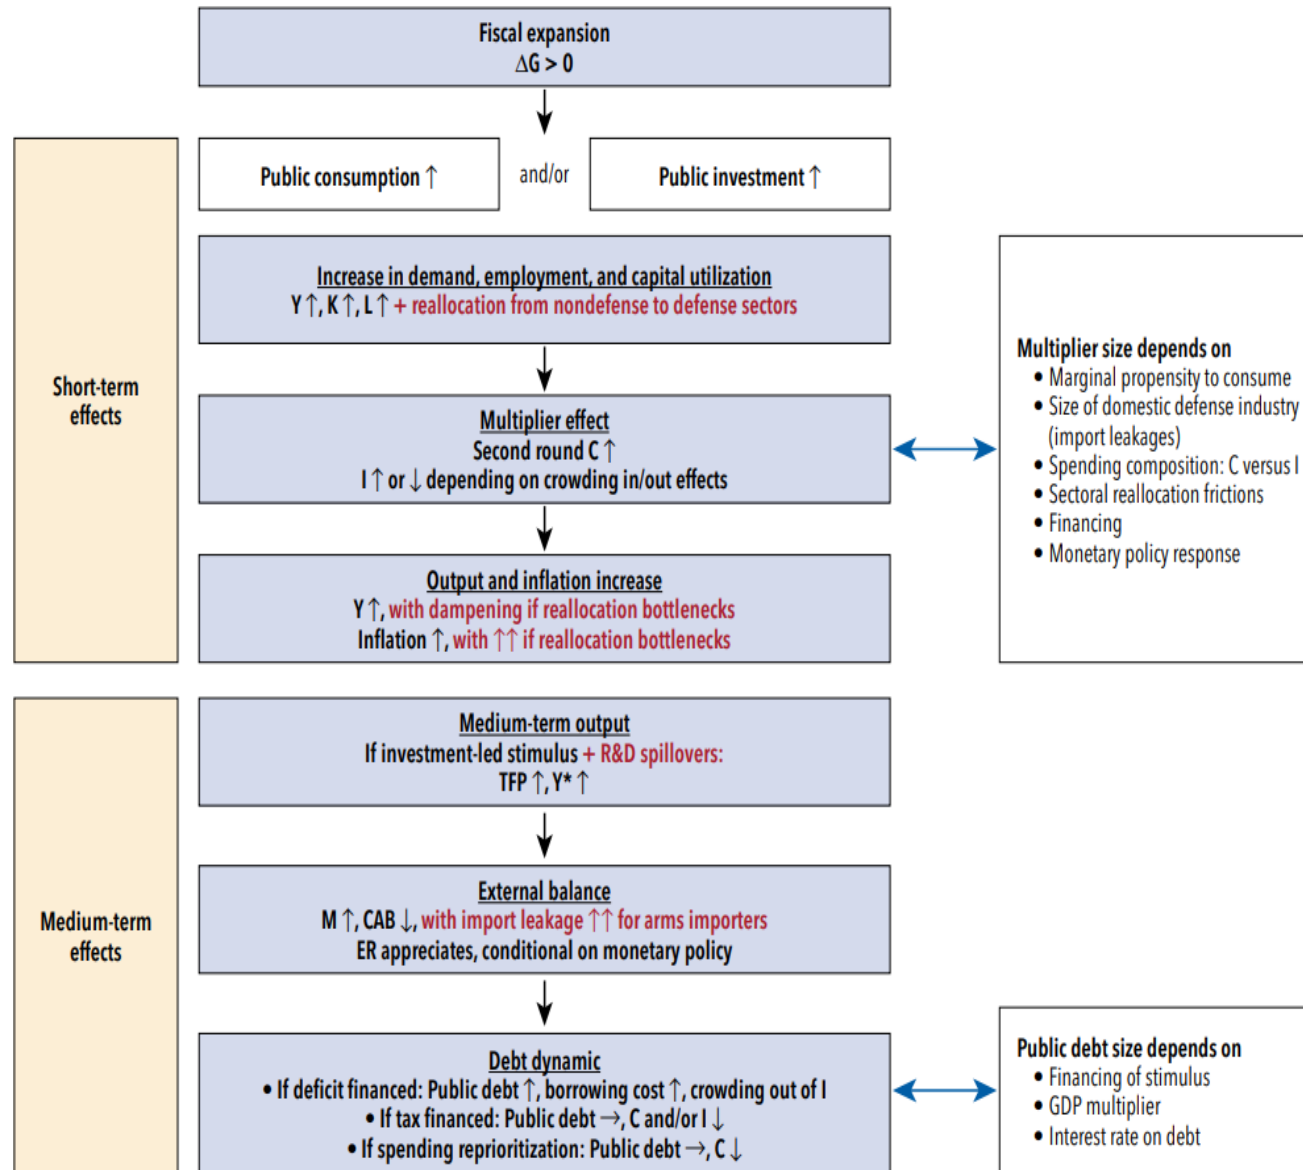 Fiscal expansion
ΔG > 0
Public consumption ↑
and/or
Public investment ↑
Short-term
effects
Increase in demand, employment, and capital utilization
Y ↑, K ↑, L ↑ + reallocation from nondefense to defense sectors
Multiplier effect
Second round C ↑
I ↑ or ↓ depending on crowding in/out effects
Output and inflation increase
Y ↑, with dampening if reallocation bottlenecks
Inflation ↑, with ↑↑ if reallocation bottlenecks
Multiplier size depends on
• Marginal propensity to consume
• Size of domestic defense industry
(import leakages)
• Spending composition: C versus I
• Sectoral reallocation frictions
• Financing
• Monetary policy response
Medium-term
effects
Medium-term output
If investment-led stimulus + R&D spillovers:
TFP ↑, Y* ↑
External balance
M ↑, CAB ↓, with import leakage ↑↑ for arms importers
ER appreciates, conditional on monetary policy
Debt dynamic
• If deficit financed: Public debt ↑, borrowing cost ↑, crowding out of I
• If tax financed: Public debt →, C and/or I ↓
• If spending reprioritization: Public debt →, C ↓
Public debt size depends on
• Financing of stimulus
• GDP multiplier
• Interest rate on debt